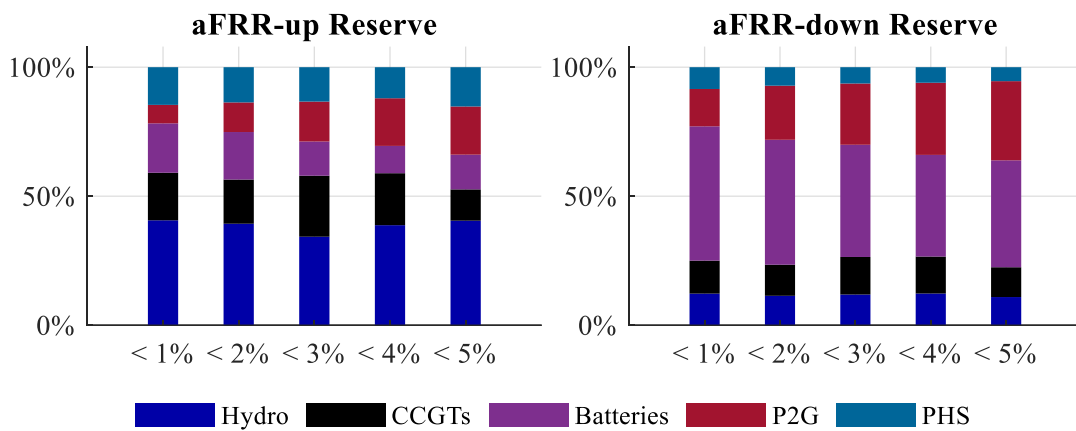 aFRR-up Reserve
100%
50%
0%
< 1% < 2% < 3% < 4% < 5%
aFRR-down Reserve
100%
50%
0%
< 1% < 2% < 3% < 4% < 5%
Hydro CCGTs Batteries P2G PHS